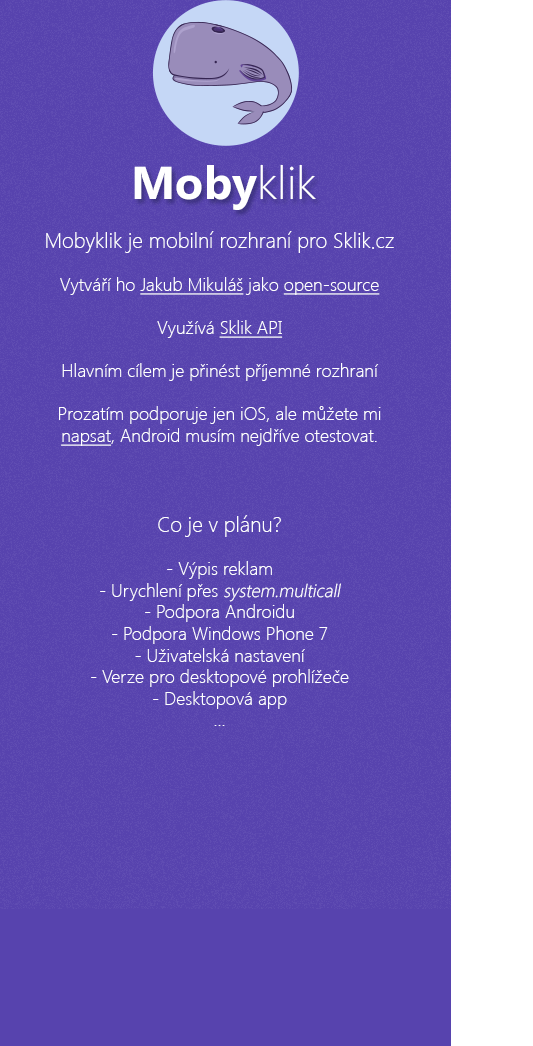 Mobyklik
Mobyklik je mobilní rozhraní pro Sklik.cz
Vytváří ho Jakub Mikuláš jako open-source
Využívá Sklik API
Hlavním cílem je přinést příjemné rozhraní
Prozatím podporuje jen iOS, ale můžete mi
napsat, Android musím nejdříve otestovat.
Co je v plánu?
- Výpis reklam
- Urychlení přes system.multicall
- Podpora Androidu
- Podpora Windows Phone 7
- Uživatelská nastavení
- Verze pro desktopové prohlížeče
- Desktopová app
...